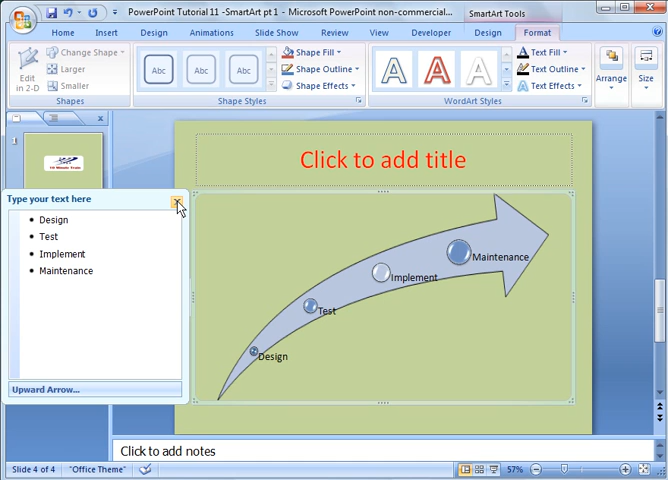 PowerPoint Tutorial 11 -SmartArt pt 1 - Microsoft PowerPoint non-commercial...
SmartArt Tools
Home Insert Design Animations Slide Show Review View Developer Design Format
Edit in 2-D
Change Shape
Larger
Smaller
Shapes
Abc Abc
Shape Fill
Shape Outline
Shape Effects
Shape Styles
A A A
Text Fill
Text Outline
Text Effects
WordArt Styles
Arrange
Size
1
10 Minute Train
Type your text here
Design
Test
Implement
Maintenance
Upward Arrow...
Click to add title
Maintenance
Implement
Test
Design
Click to add notes
Slide 4 of 4
"Office Theme"
57%